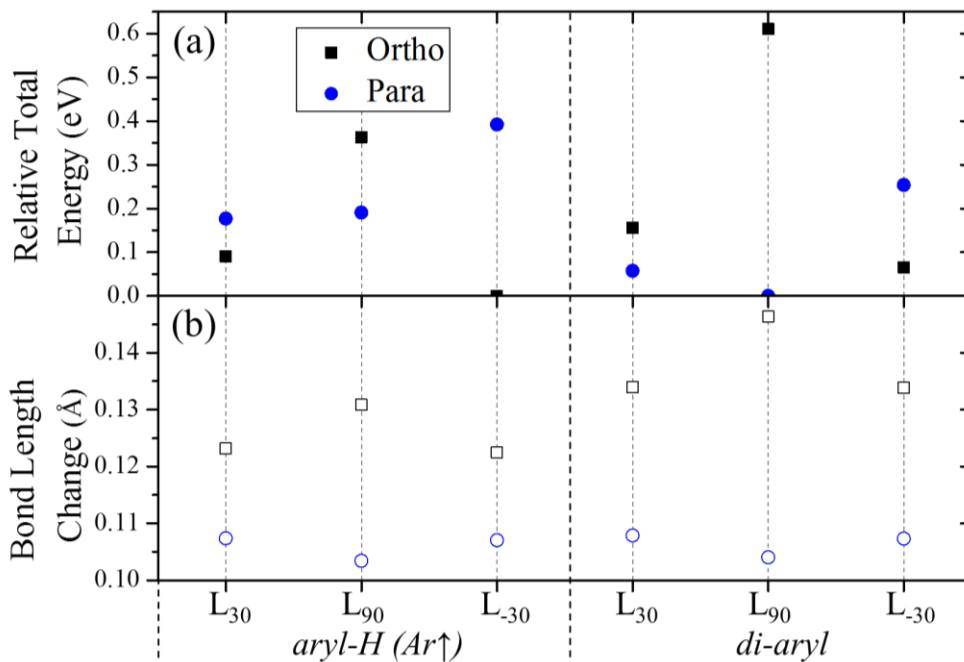 (a)
Ortho
Para
Relative Total
Energy (eV)
0.6
0.5
0.4
0.3
0.2
0.1
0.0
(b)
Bond Length
Change (Å)
0.14
0.13
0.12
0.11
0.10
L30 L90 L-30 L30 L90 L-30
aryl-H (Ar↑) di-aryl